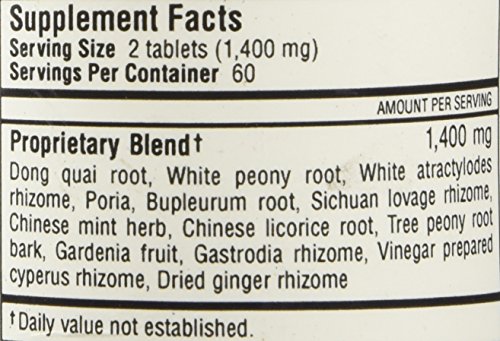 Supplement Facts
Serving Size 2 tablets (1,400 mg)
Servings Per Container 60
AMOUNT PER SERVING
Proprietary Blend† 1,400 mg
Dong quai root, White peony root, White atractylodes
rhizome, Poria, Bupleurum root, Sichuan lovage rhizome,
Chinese mint herb, Chinese licorice root, Tree peony root
bark, Gardenia fruit, Gastrodia rhizome, Vinegar prepared
cyperus rhizome, Dried ginger rhizome
†Daily value not established.